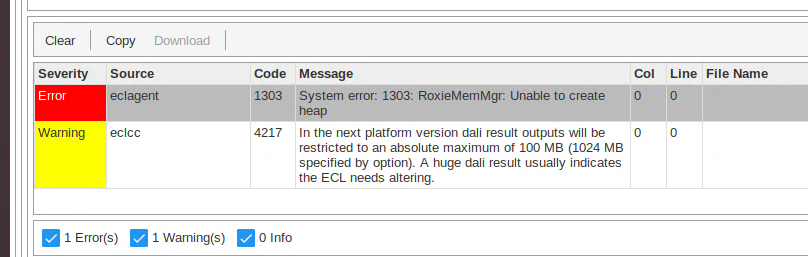 Clear Copy Download
Severity Source Code Message Col Line File Name
Error eclagent 1303 System error: 1303: RoxieMemMgr: Unable to create 0 0
heap
Warning eclcc 4217 In the next platform version dali result outputs will be 0 0
restricted to an absolute maximum of 100 MB (1024 MB
specified by option). A huge dali result usually indicates
the ECL needs altering.
1 Error(s) 1 Warning(s) 0 Info